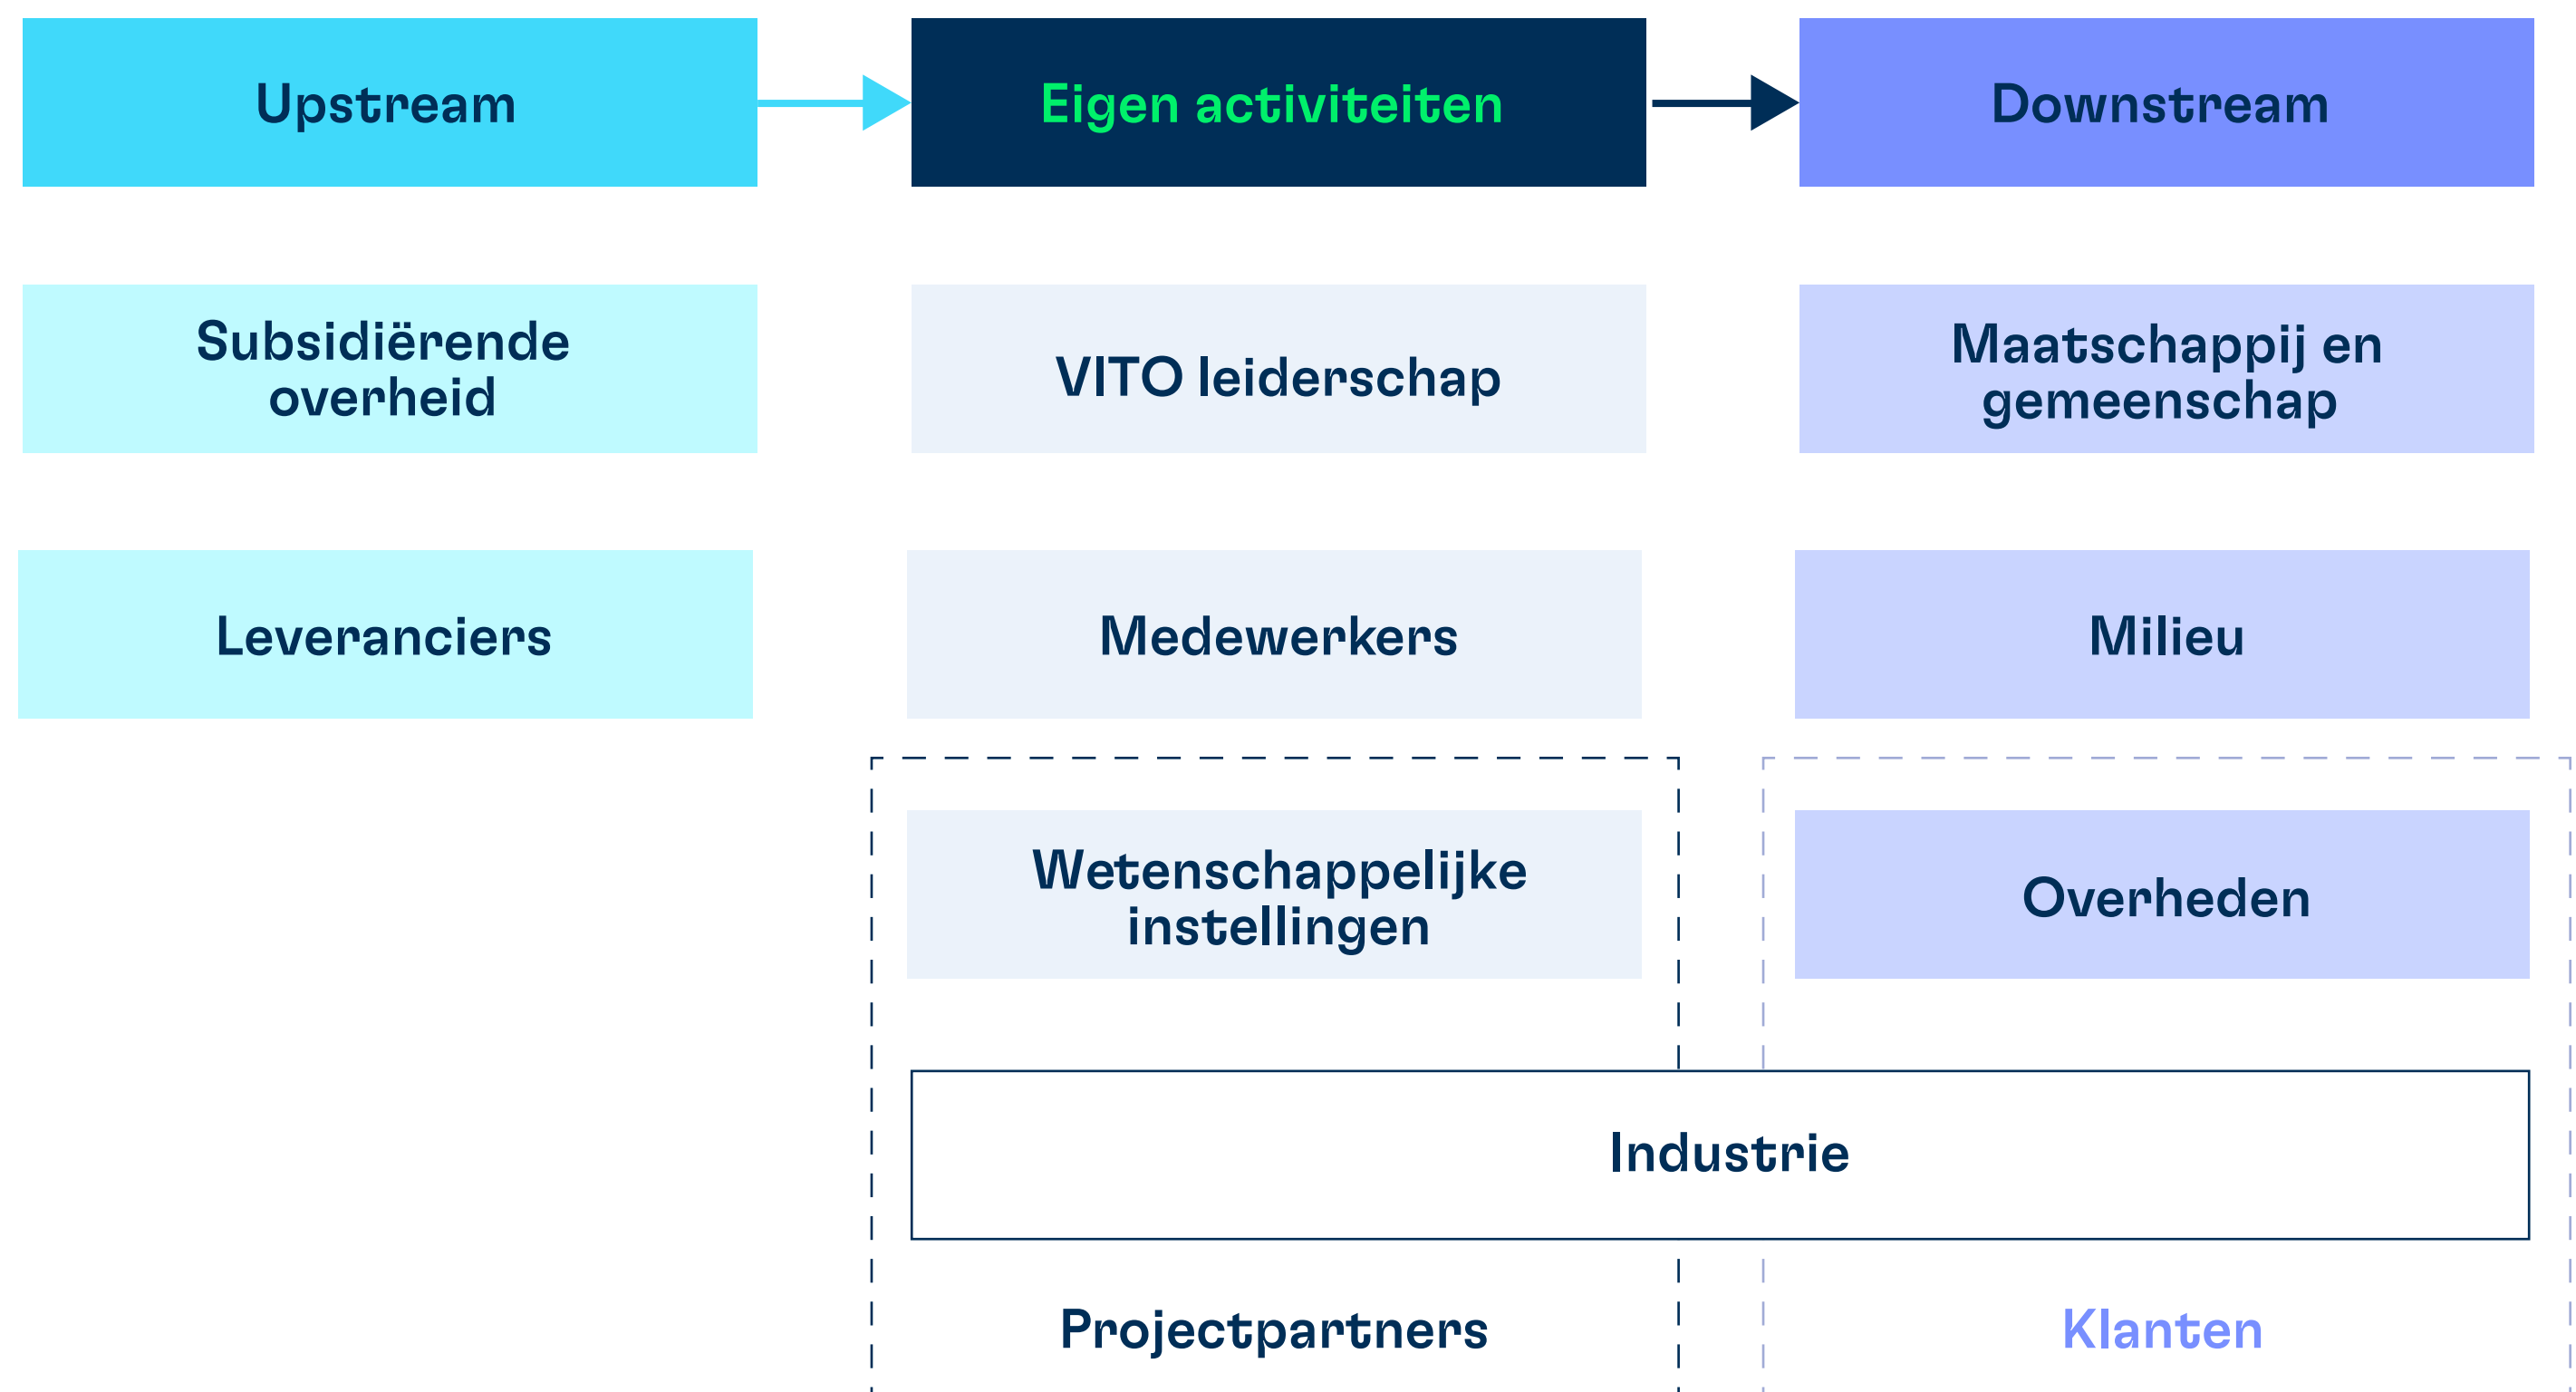 Upstream
Eigen activiteiten
Downstream
Subsidiërende
overheid
VITO leiderschap
Maatschappij en
gemeenschap
Leveranciers
Medewerkers
Milieu
Wetenschappelijke
instellingen
Overheden
Industrie
Projectpartners
Klanten